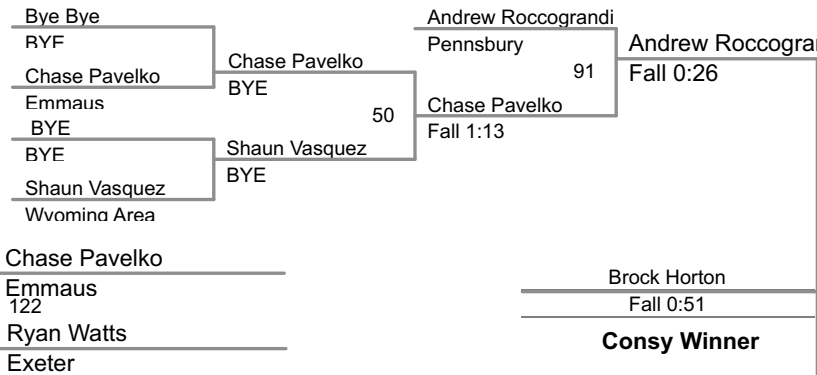 Bye Bye
BYE
Chase Pavelko
Emmaus
BYE
BYE
Shaun Vasquez
Wyoming Area
Chase Pavelko
BYE
50
Shaun Vasquez
BYE
Andrew Roccograndi
Pennsbury
91
Chase Pavelko
Fall 1:13
Andrew Roccogra
Fall 0:26
Chase Pavelko
Emmaus
122
Ryan Watts
Exeter
Brock Horton
Fall 0:51
Consy Winner